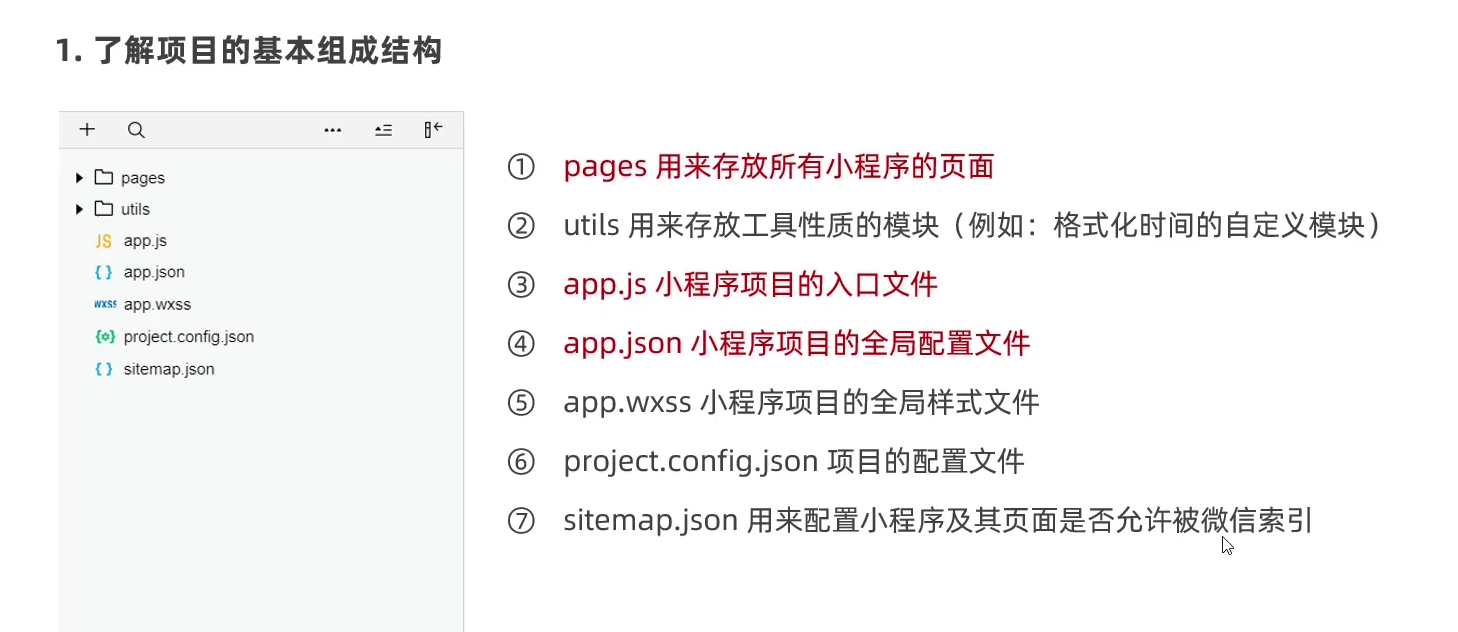 1. 了解项目的基本组成结构
pages
utils
JS app.js
{ } app.json
WXSS app.wxss
project.config.json
{ } sitemap.json
① pages 用来存放所有小程序的页面
② utils 用来存放工具性质的模块（例如：格式化时间的自定义模块）
③ app.js 小程序项目的入口文件
④ app.json 小程序项目的全局配置文件
⑤ app.wxss 小程序项目的全局样式文件
⑥ project.config.json 项目的配置文件
⑦ sitemap.json 用来配置小程序及其页面是否允许被微信索引